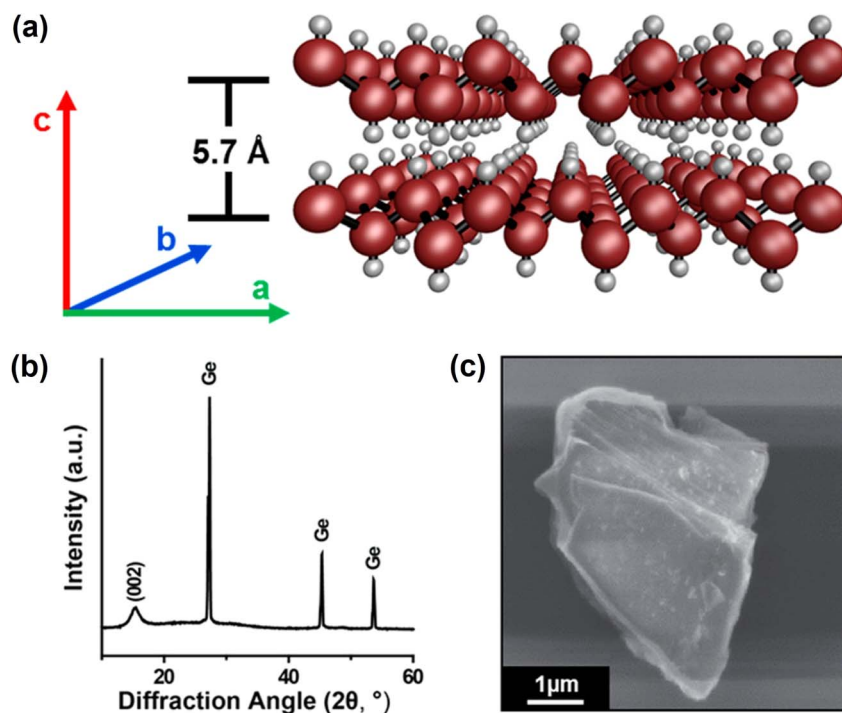 (a)
c
b
a
5.7 Å
(b)
Intensity (a.u.)
(002)
Ge
Ge
Ge
20
40
60
Diffraction Angle (2θ, °)
(c)
1µm